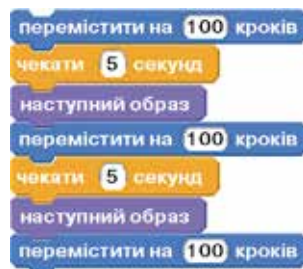 перемістити на 100 кроків
чекати 5 секунд
наступний образ
перемістити на 100 кроків
чекати 5 секунд
наступний образ
перемістити на 100 кроків